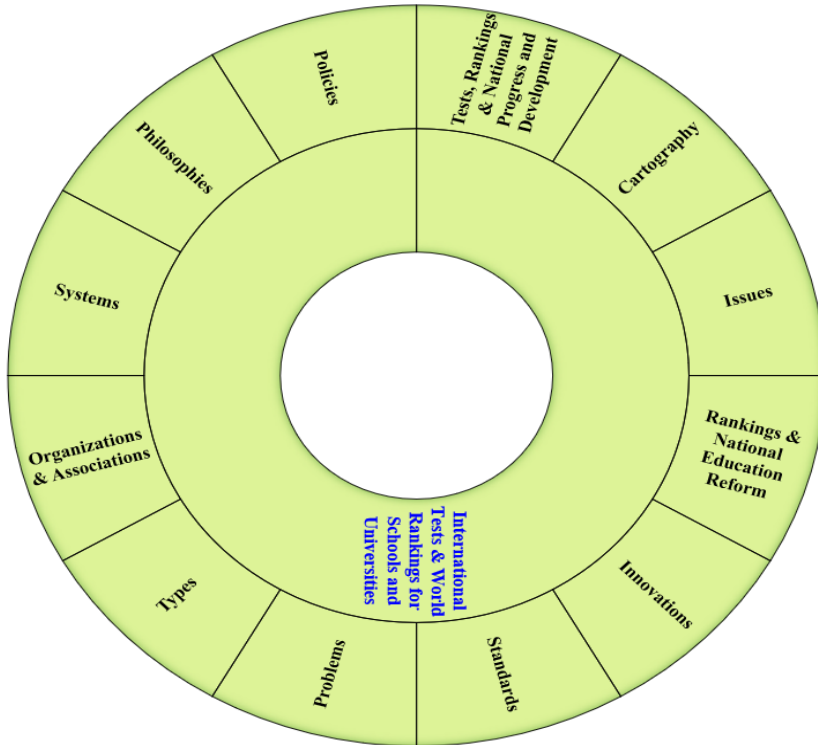 Tests, Rankings
& National
Progress and
Development
Cartography
Issues
Rankings &
National
Education
Reform
Innovations
Standards
Problems
Types
Organizations
& Associations
Systems
Philosophies
Policies
International
Tests & World
Rankings for
Schools and
Universities